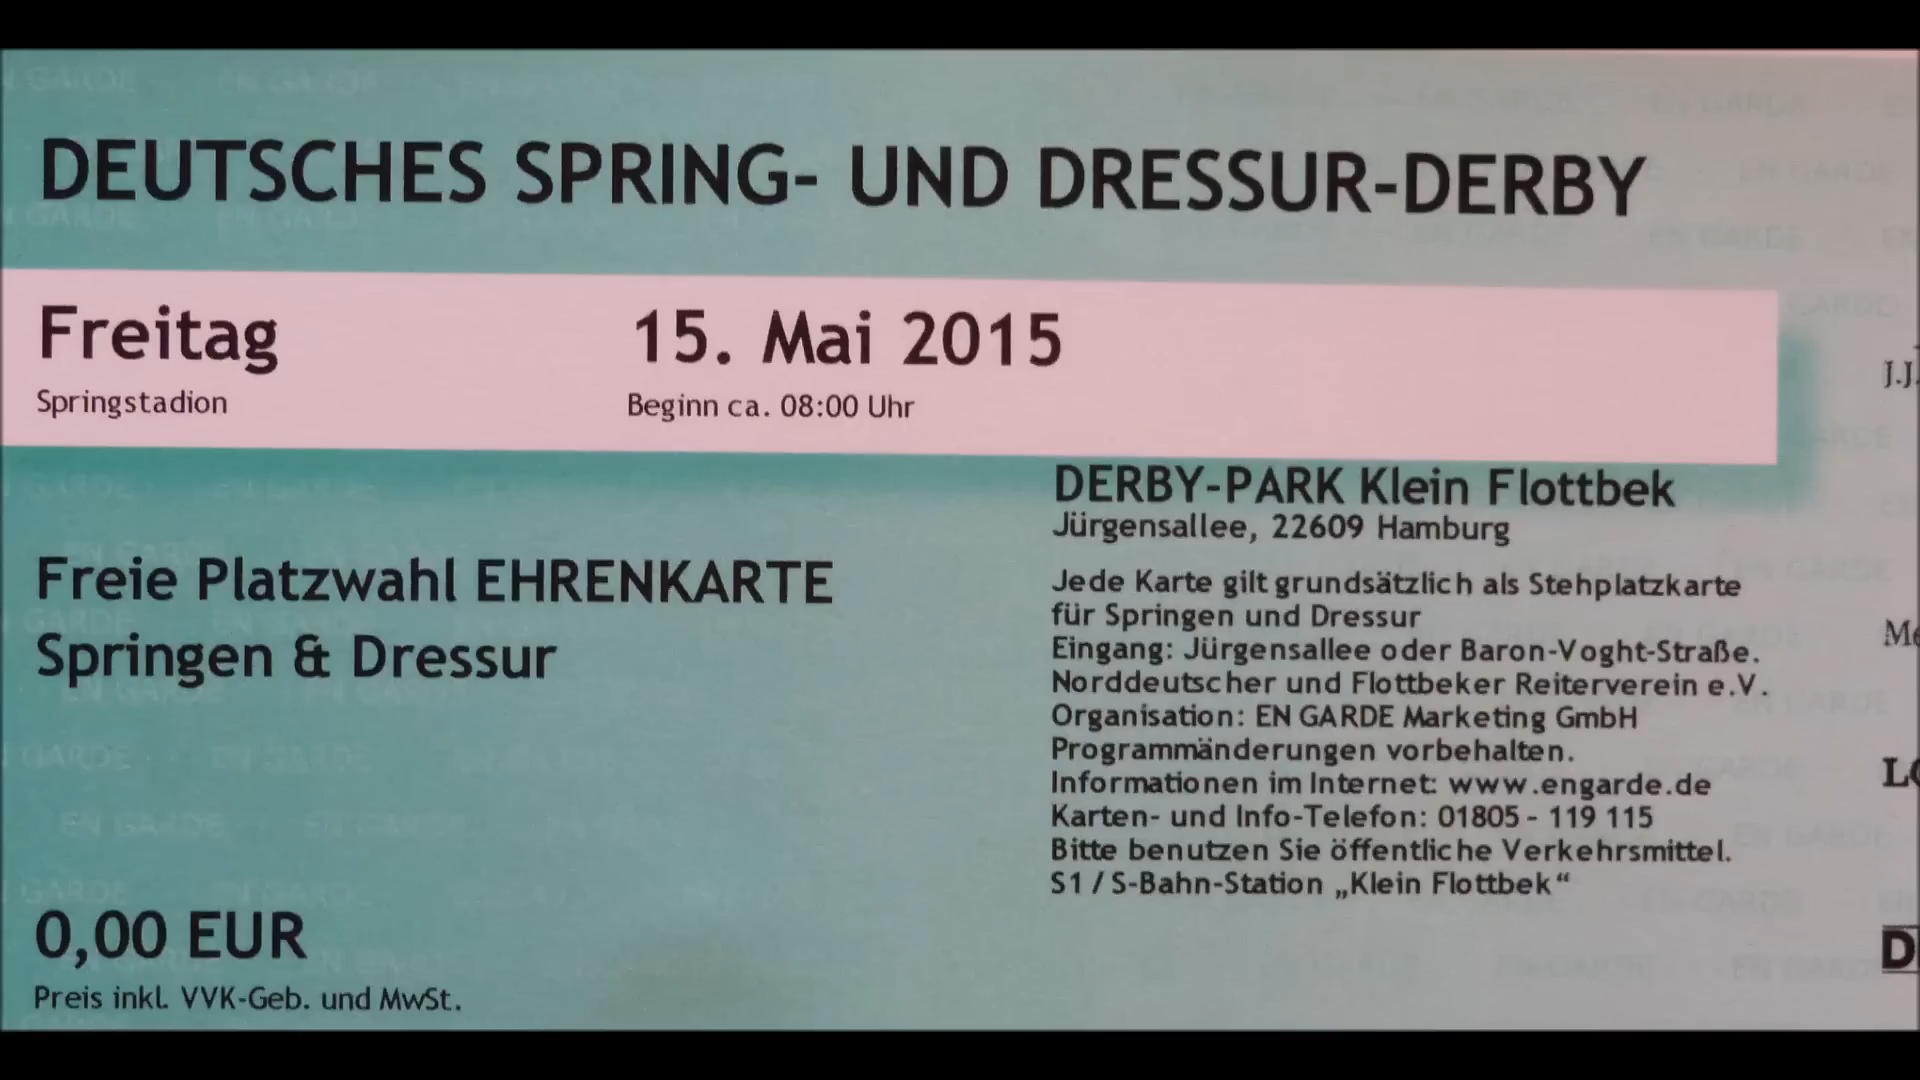 DEUTSCHES SPRING- UND DRESSUR-DERBY
Freitag 15. Mai 2015
Springstadion Beginn ca. 08:00 Uhr
DERBY-PARK Klein Flottbek
Jürgensallee, 22609 Hamburg
Freie Platzwahl EHRENKARTE
Springen & Dressur
Jede Karte gilt grundsätzlich als Stehplatzkarte
für Springen und Dressur
Eingang: Jürgensallee oder Baron-Voght-Straße.
Norddeutscher und Flottbeker Reiterverein e.V.
Organisation: EN GARDE Marketing GmbH
Programmänderungen vorbehalten.
Informationen im Internet: www.engarde.de
Karten- und Info-Telefon: 01805 - 119 115
Bitte benutzen Sie öffentliche Verkehrsmittel.
S1 / S-Bahn-Station „Klein Flottbek“
0,00 EUR
Preis inkl. VVK-Geb. und MwSt.